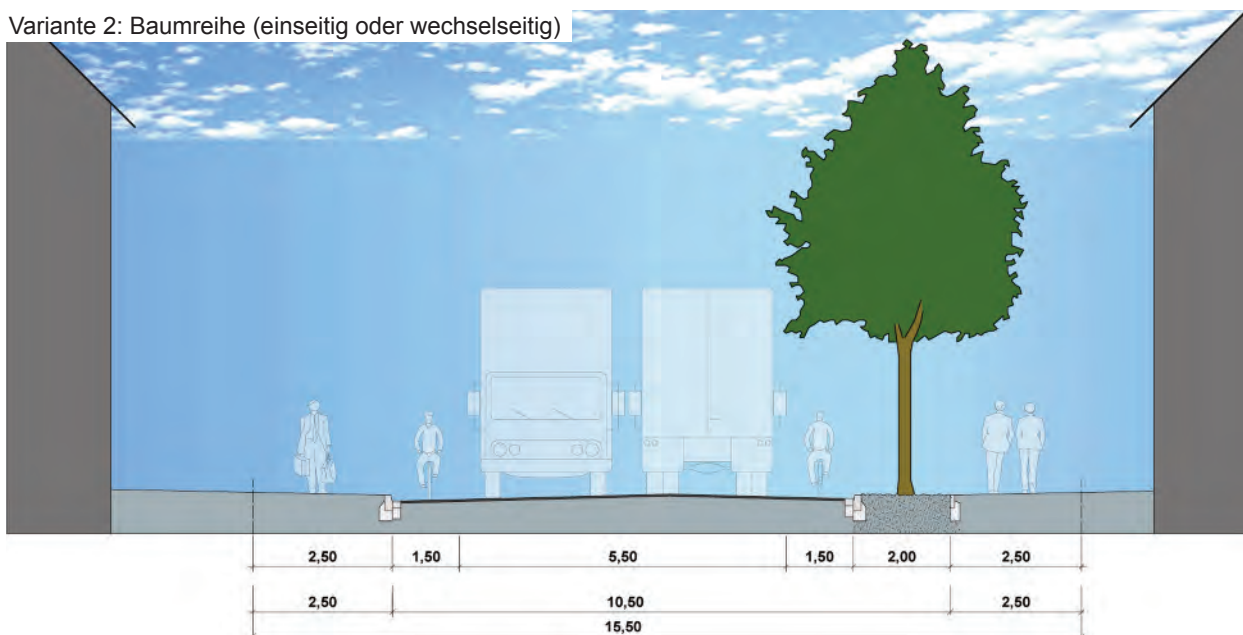 Variante 2: Baumreihe (einseitig oder wechselseitig)
2,50 1,50 5,50 1,50 2,00 2,50
2,50 10,50 2,50
15,50